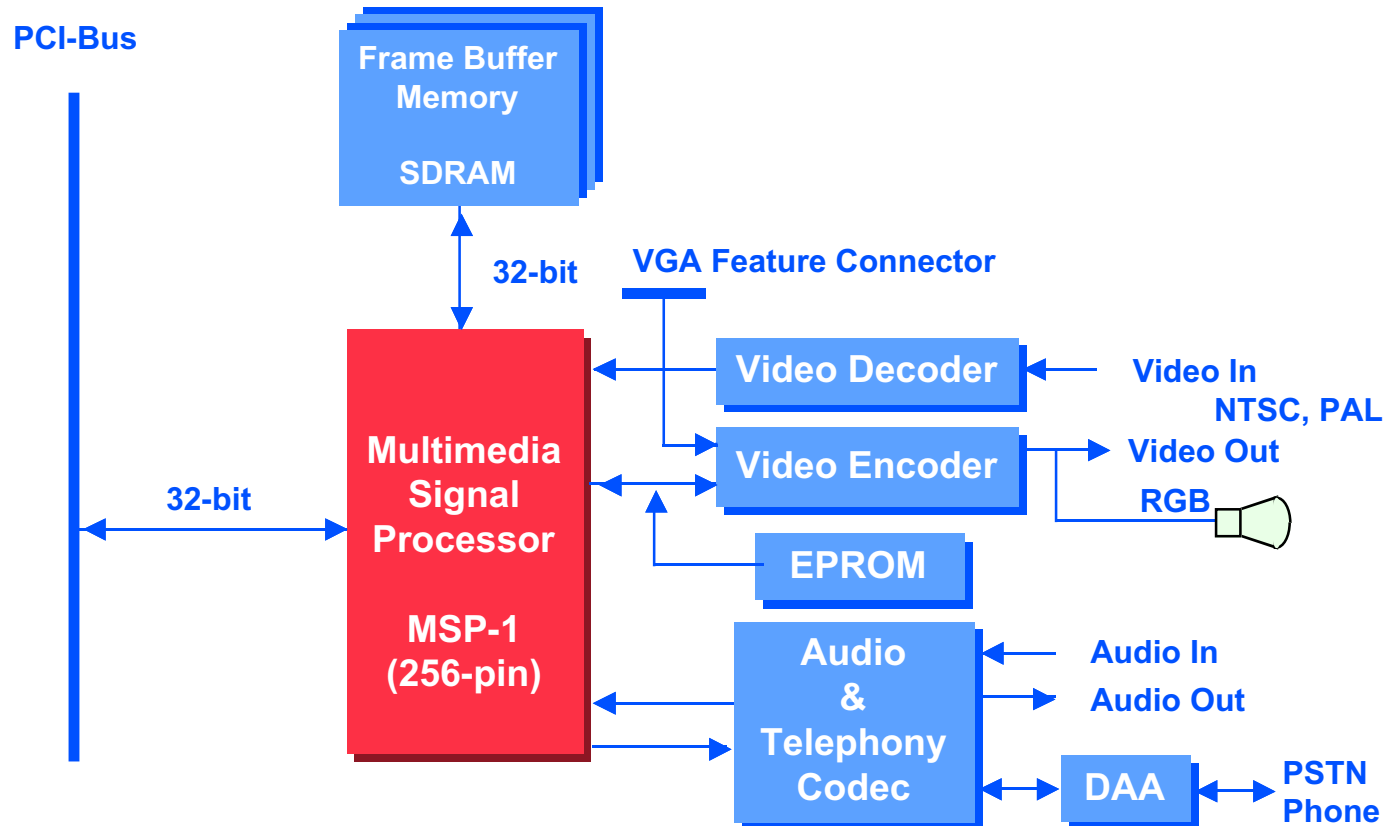 PCI-Bus
Frame Buffer
Memory
SDRAM
32-bit
VGA Feature Connector
Video Decoder
Video In
NTSC, PAL
Multimedia
Signal
Processor
MSP-1
(256-pin)
Video Encoder
Video Out
RGB
32-bit
EPROM
Audio
&
Telephony
Codec
Audio In
Audio Out
DAA
PSTN
Phone